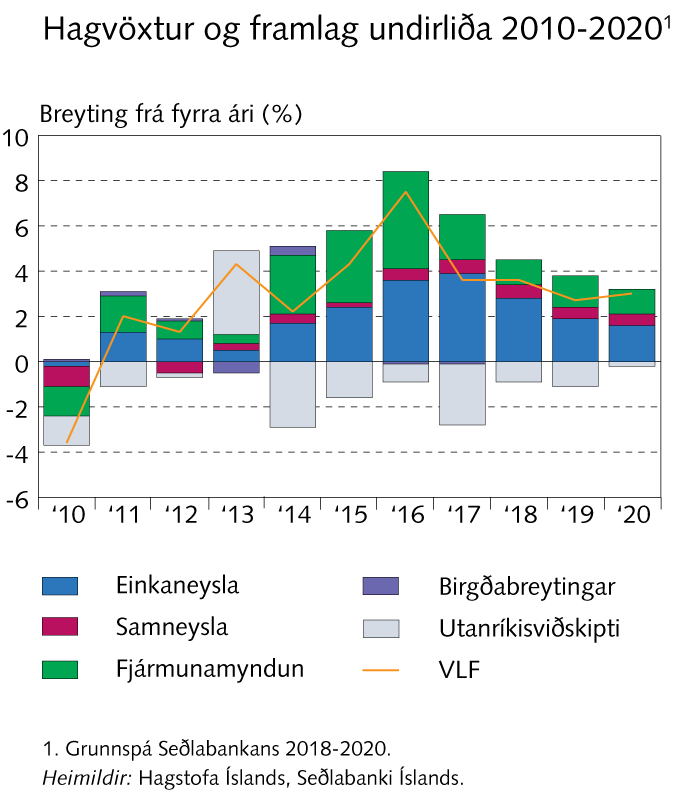 Hagvöxtur og framlag undirliða 2010-2020¹
Breyting frá fyrra ári (%)
10
8
6
4
2
0
-2
-4
-6
‘10 ‘11 ‘12 ‘13 ‘14 ‘15 ‘16 ‘17 ‘18 ‘19 ‘20
Einkaneysla
Samneysla
Fjármunamyndun
Birgðabreytingar
Utanríkisviðskipti
VLF
1. Grunnspá Seðlabankans 2018-2020.
Heimildir: Hagstofa Íslands, Seðlabanki Íslands.